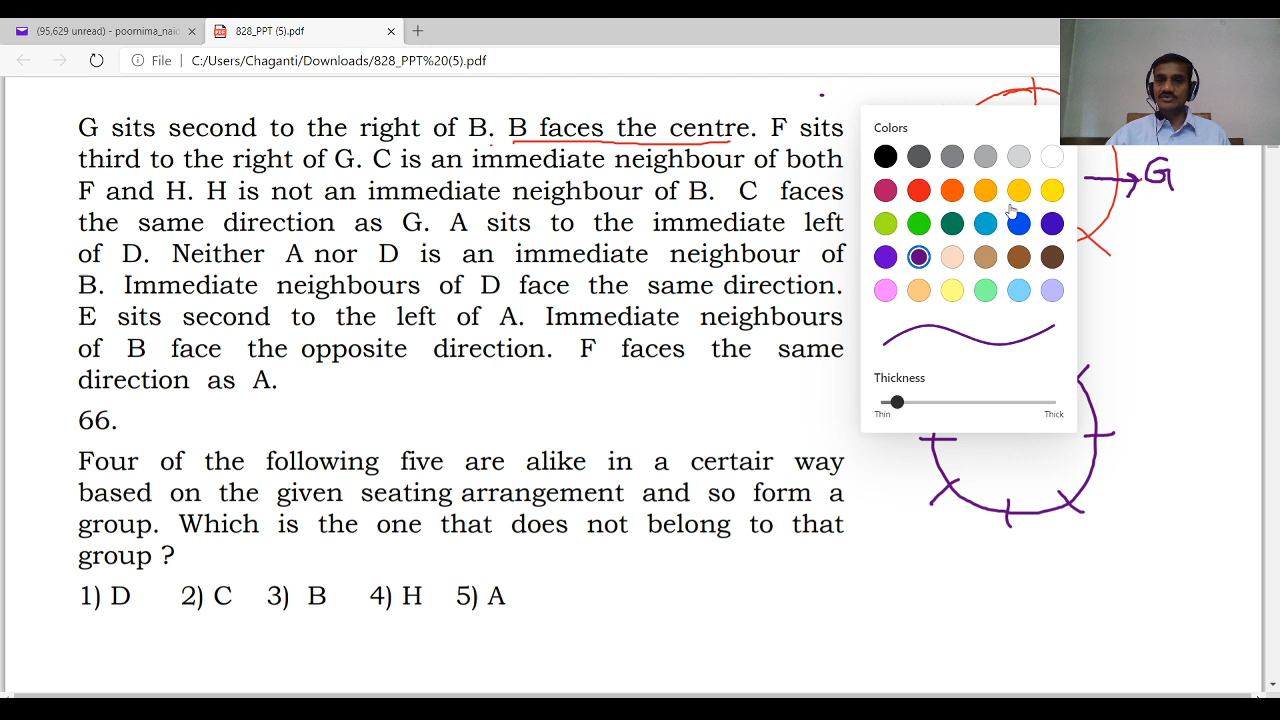 (95,629 unread) - poornima_naid
828_PPT (5).pdf
File | C:/Users/Chaganti/Downloads/828_PPT%20(5).pdf
G sits second to the right of B. B faces the centre. F sits
third to the right of G. C is an immediate neighbour of both
F and H. H is not an immediate neighbour of B. C faces
the same direction as G. A sits to the immediate left
of D. Neither A nor D is an immediate neighbour of
B. Immediate neighbours of D face the same direction.
E sits second to the left of A. Immediate neighbours
of B face the opposite direction. F faces the same
direction as A.
66.
Four of the following five are alike in a certair way
based on the given seating arrangement and so form a
group. Which is the one that does not belong to that
group ?
1) D 2) C 3) B 4) H 5) A
Colors
Thickness
Thin Thick
G